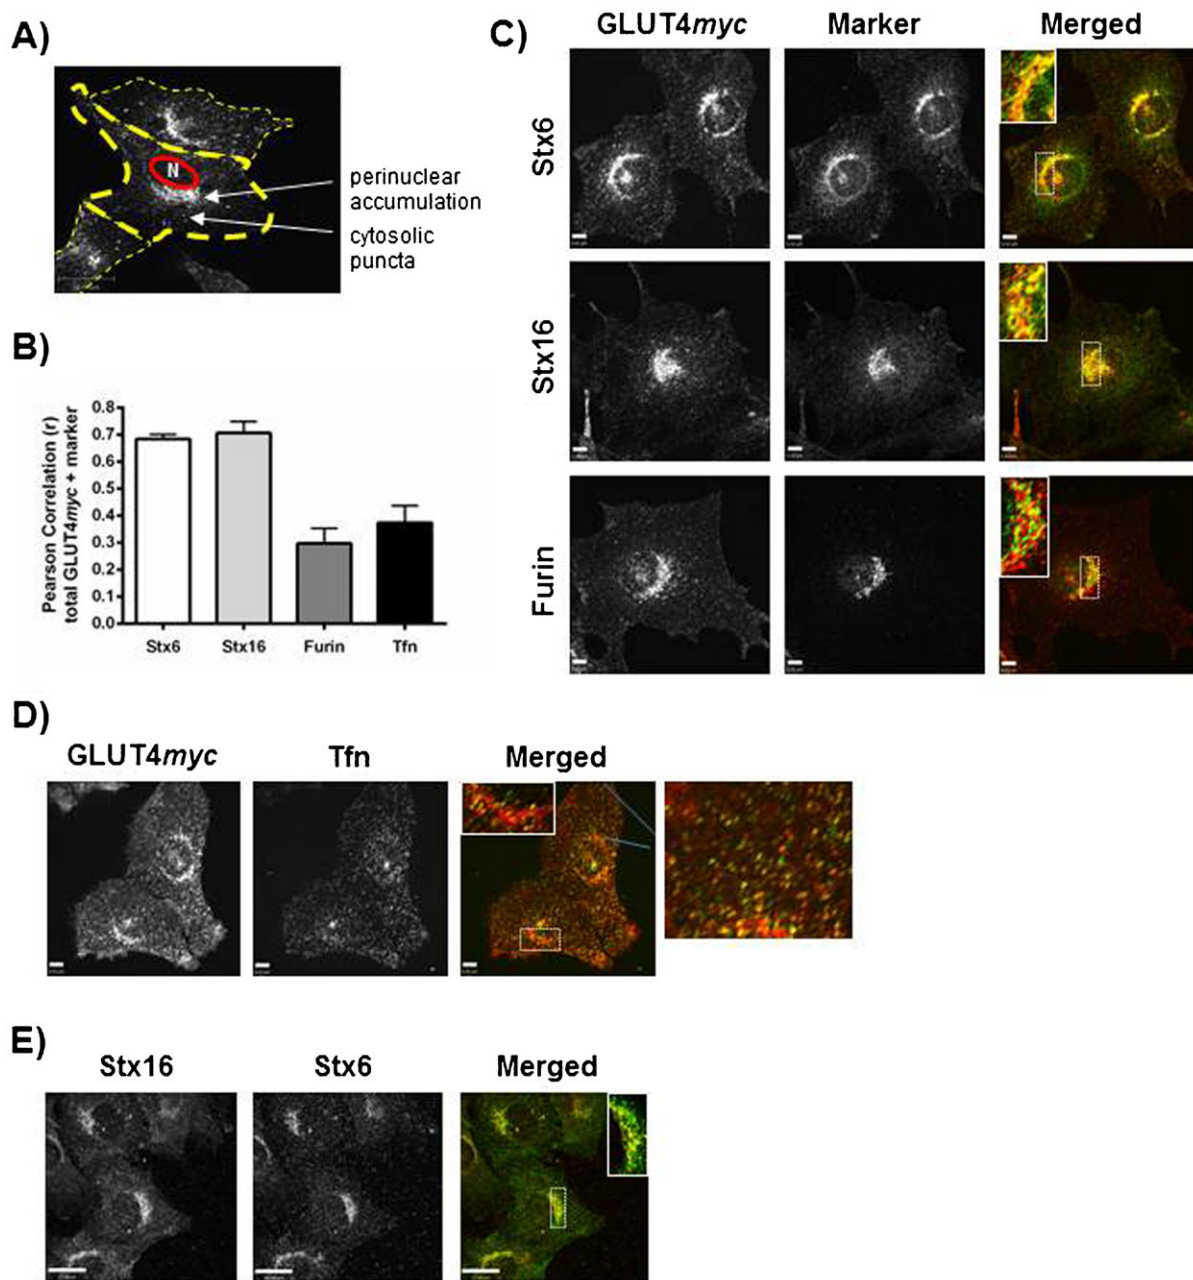 A)
N
perinuclear
accumulation
cytosolic
puncta
B)
Pearson Correlation (r)
total GLUT4myc + marker
0.8
0.7
0.6
0.5
0.4
0.3
0.2
0.1
0.0
Stx6 Stx16 Furin Tfn
C)
GLUT4myc Marker Merged
Stx6
Stx16
Furin
D)
GLUT4myc Tfn Merged
E)
Stx16 Stx6 Merged